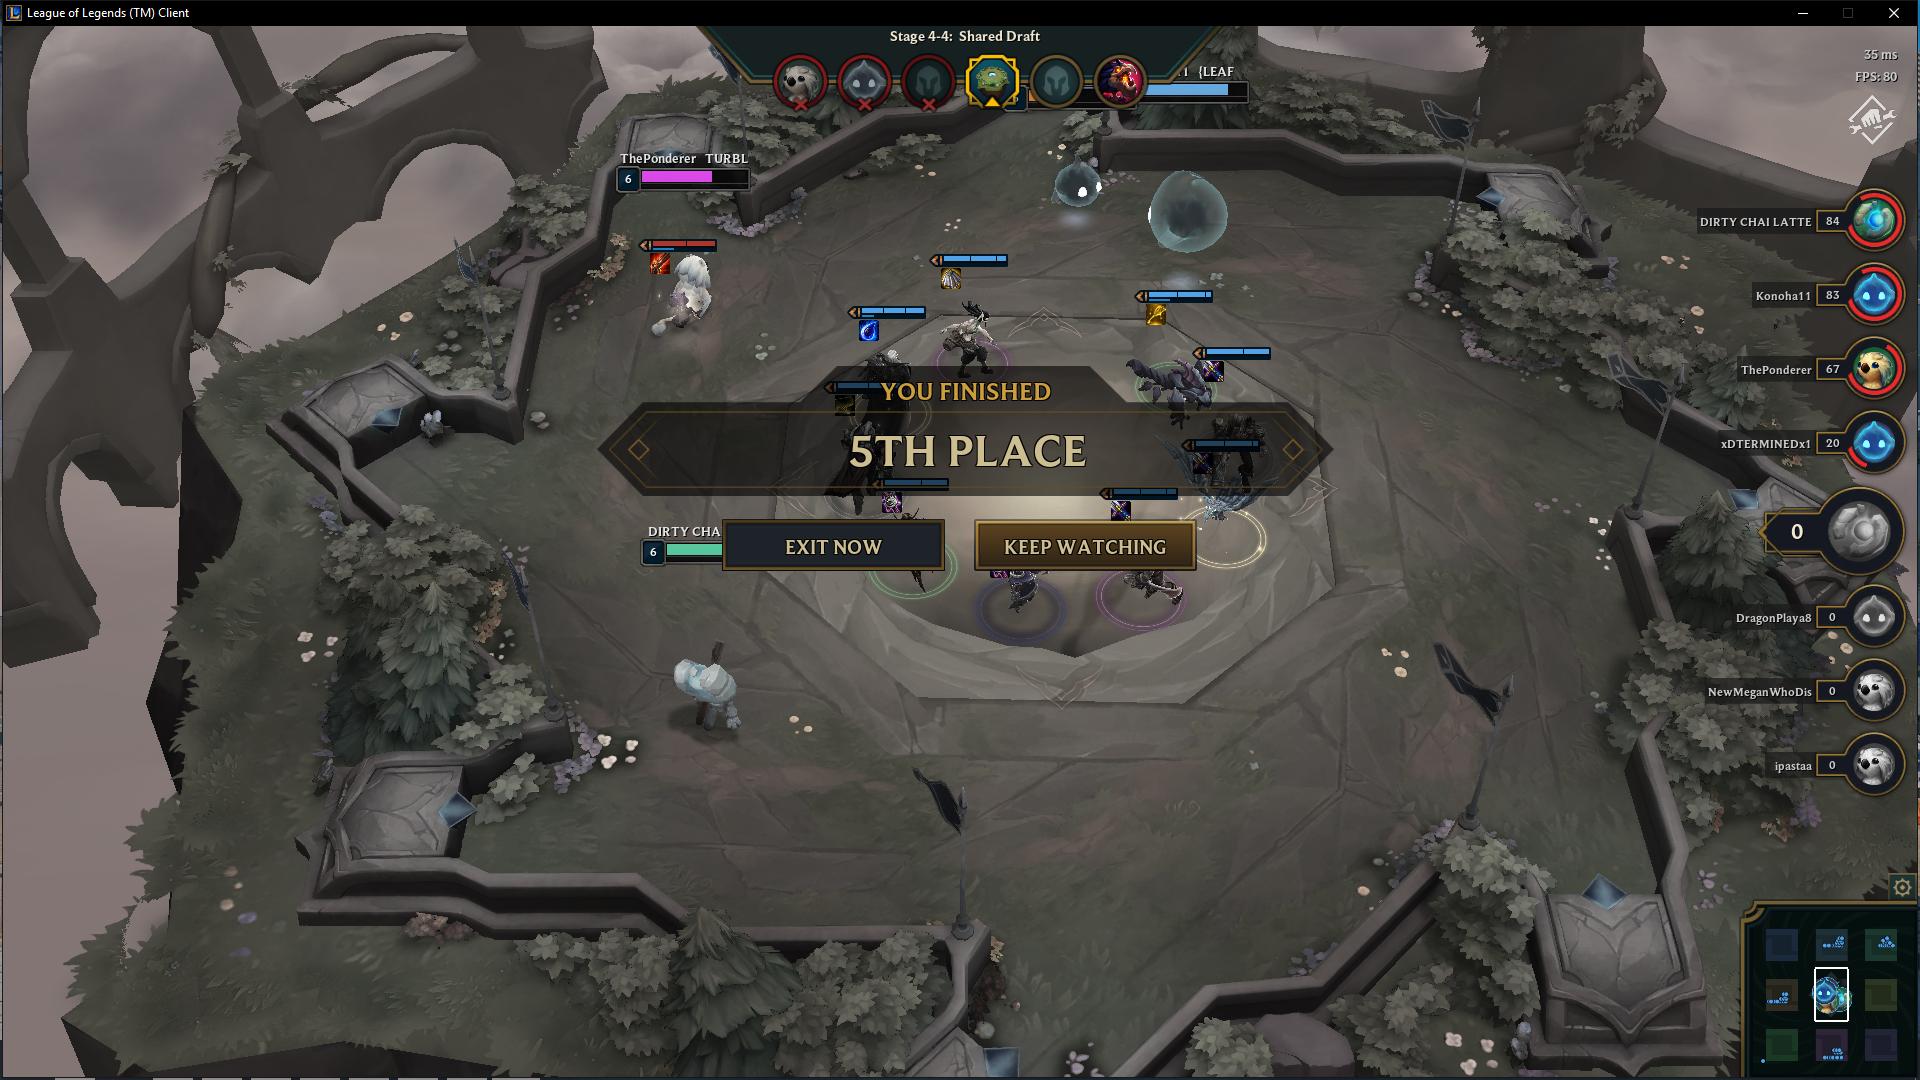 League of Legends (TM) Client
Stage 4-4: Shared Draft
35 ms
FPS: 80
{LEAF
ThePonderer TURBL
6
DIRTY CHAI LATTE 84
Konoha11 83
ThePonderer 67
YOU FINISHED
5TH PLACE
xDTERMINEDx1 20
DIRTY CHA
6
EXIT NOW
KEEP WATCHING
0
DragonPlaya8 0
NewMeganWhoDis 0
ipastaa 0